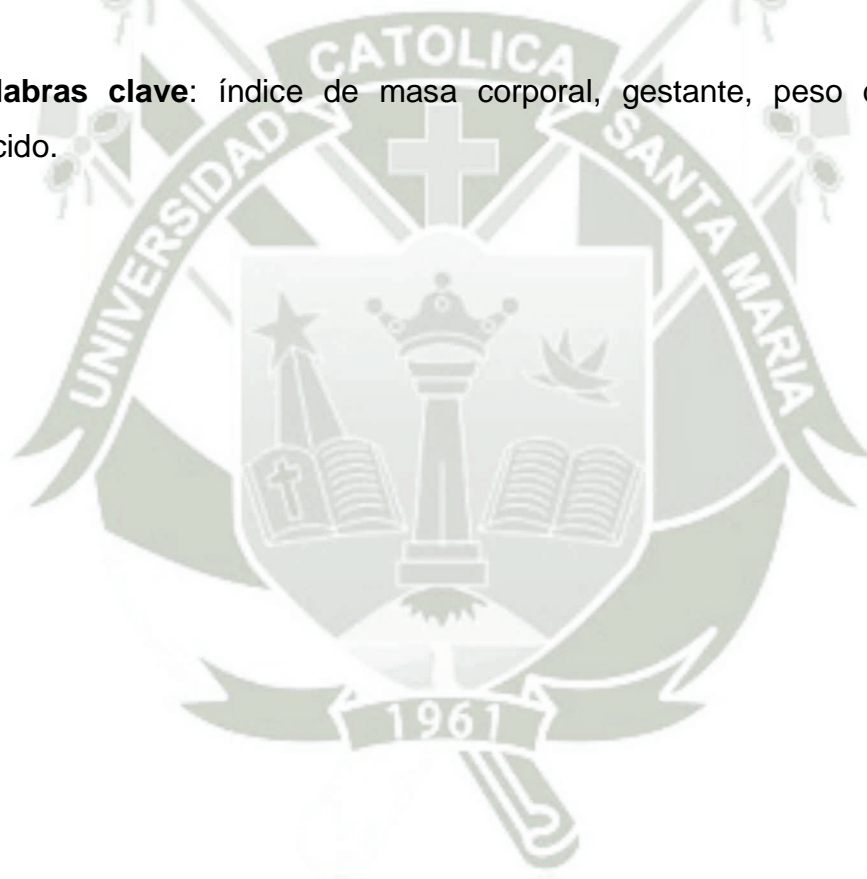 labras clave: índice de masa corporal, gestante, peso
cido.
UNIVERSIDAD CATOLICA SANTA MARIA
1961